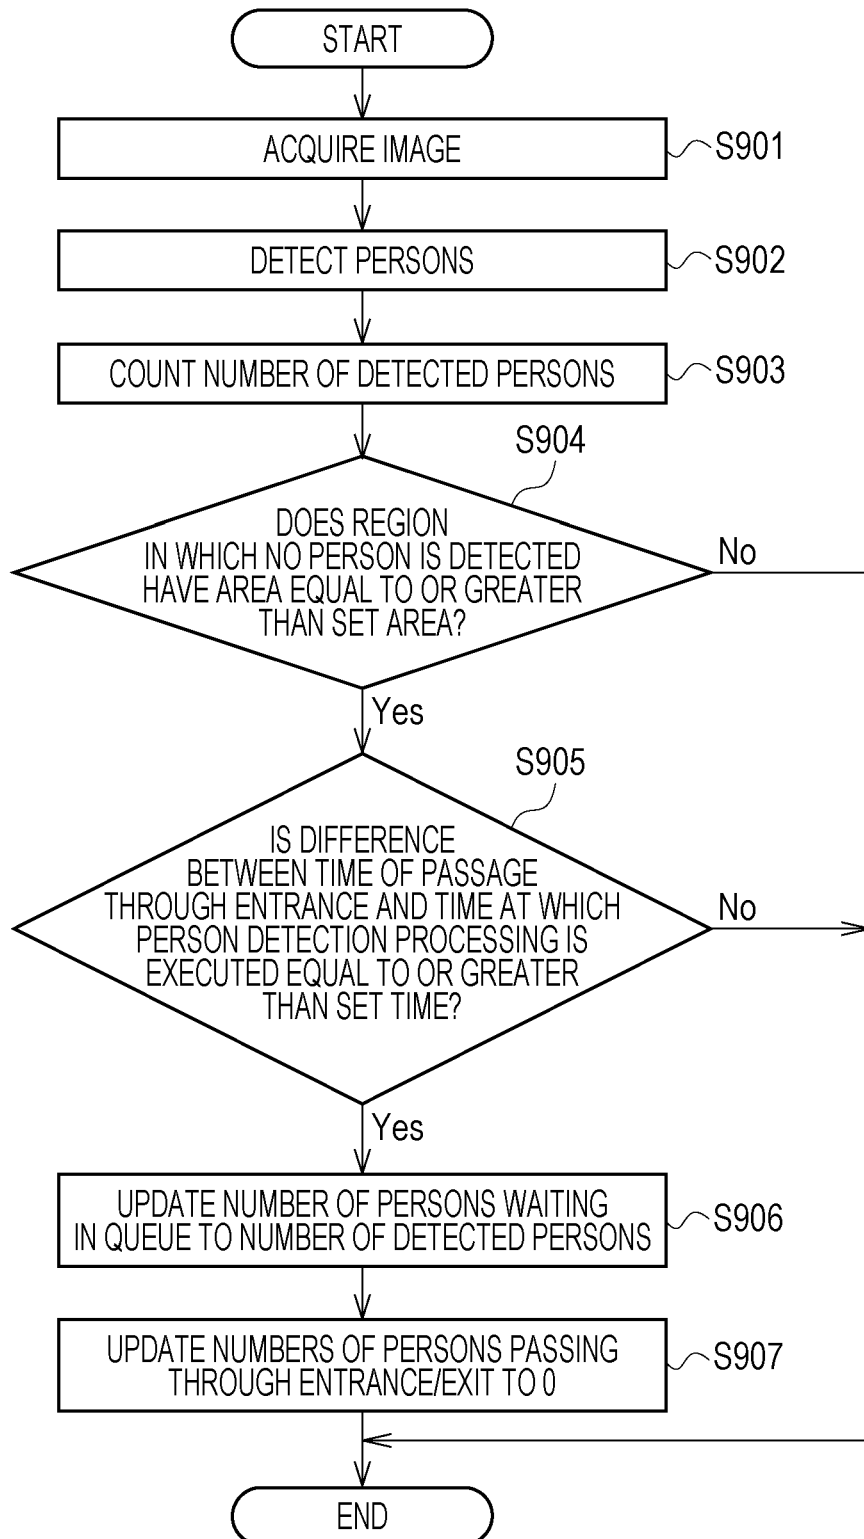 START
ACQUIRE IMAGE
S901
DETECT PERSONS
S902
COUNT NUMBER OF DETECTED PERSONS
S903
S904
DOES REGION
IN WHICH NO PERSON IS DETECTED
HAVE AREA EQUAL TO OR GREATER
THAN SET AREA?
No
Yes
S905
IS DIFFERENCE
BETWEEN TIME OF PASSAGE
THROUGH ENTRANCE AND TIME AT WHICH
PERSON DETECTION PROCESSING IS
EXECUTED EQUAL TO OR GREATER
THAN SET TIME?
No
Yes
UPDATE NUMBER OF PERSONS WAITING
IN QUEUE TO NUMBER OF DETECTED PERSONS
S906
UPDATE NUMBERS OF PERSONS PASSING
THROUGH ENTRANCE/EXIT TO 0
S907
END